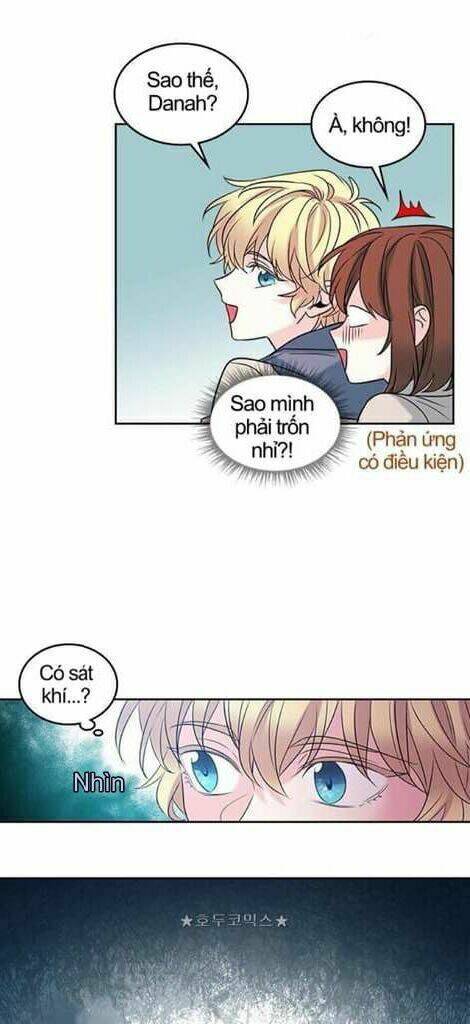 Sao thế,
Danah?
À, không!
Sao mình
phải trốn
nhỉ?!
(Phản ứng
có điều kiện)
Có sát
khí...?
Nhìn
★호두코믹스★